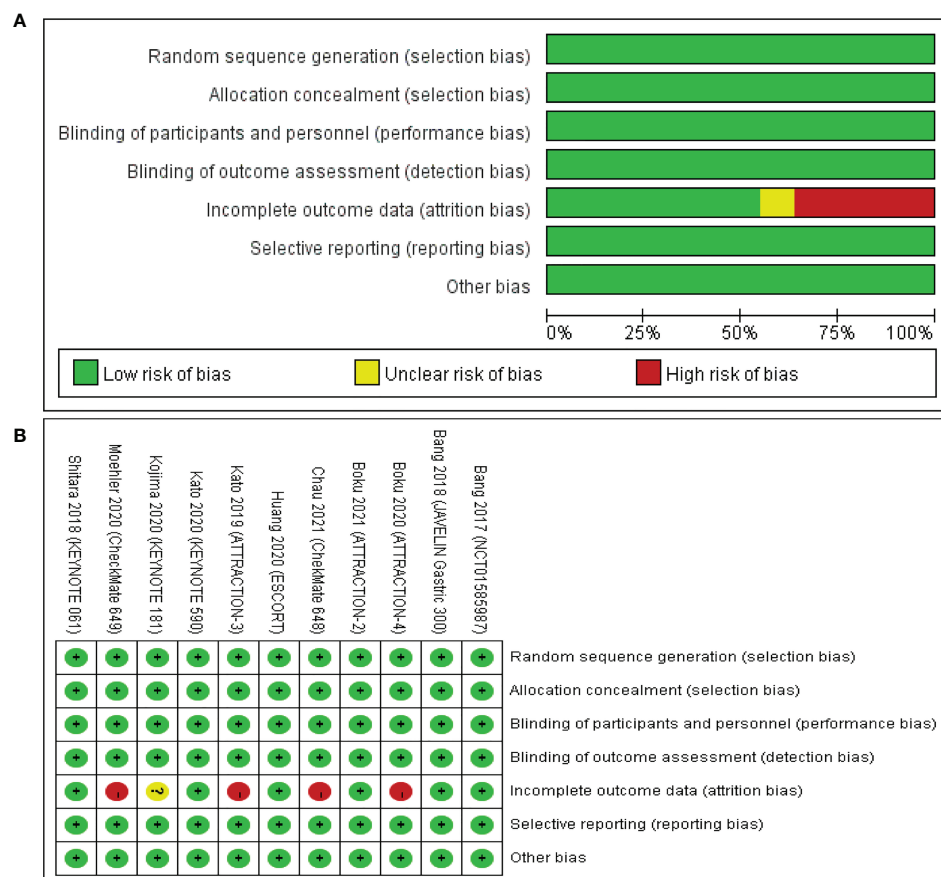 A
Random sequence generation (selection bias)
Allocation concealment (selection bias)
Blinding of participants and personnel (performance bias)
Blinding of outcome assessment (detection bias)
Incomplete outcome data (attrition bias)
Selective reporting (reporting bias)
Other bias
0% 25% 50% 75% 100%
Low risk of bias Unclear risk of bias High risk of bias
B
Shitara 2018 (KEYNOTE 061)
Moehler 2020 (CheckMate 649)
Kojima 2020 (KEYNOTE 181)
Kato 2020 (KEYNOTE 590)
Kato 2019 (ATTRACTION-3)
Huang 2020 (ESCORT)
Chau 2021 (ChekMate 648)
Boku 2021 (ATTRACTION-2)
Boku 2020 (ATTRACTION-4)
Bang 2018 (JAVELIN Gastric 300)
Bang 2017 (NCT01585987)
+ + + + + + + + + + + Random sequence generation (selection bias)
+ + + + + + + + + + + Allocation concealment (selection bias)
+ + + + + + + + + + + Blinding of participants and personnel (performance bias)
+ + + + + + + + + + + Blinding of outcome assessment (detection bias)
+ - ? + - + - + - + + Incomplete outcome data (attrition bias)
+ + + + + + + + + + + Selective reporting (reporting bias)
+ + + + + + + + + + + Other bias